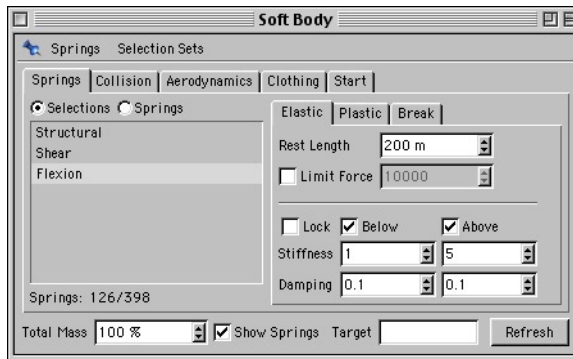 Soft Body
Springs Selection Sets
Springs Collision Aerodynamics Clothing Start
Selections Springs
Structural
Shear
Flexion
Springs: 126/398
Elastic Plastic Break
Rest Length 200 m
Limit Force 10000
Lock Below Above
Stiffness 1 5
Damping 0.1 0.1
Total Mass 100 % Show Springs Target Refresh